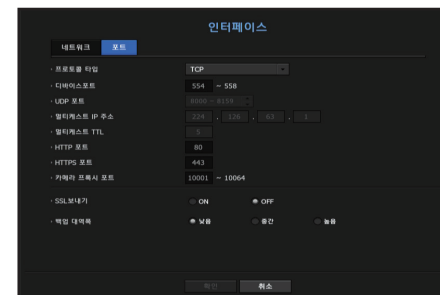 인터페이스
네트워크 포트
· 프로토콜 타입 TCP
· 디바이스포트 554 ~ 558
· UDP 포트 8000 ~ 8159
· 멀티캐스트 IP 주소 224 . 126 . 63 . 1
· 멀티캐스트 TTL 5
· HTTP 포트 80
· HTTPS 포트 443
· 카메라 프록시 포트 10001 ~ 10064
· SSL보내기 ON OFF
· 백업 대역폭 낮음 중간 높음
확인 취소